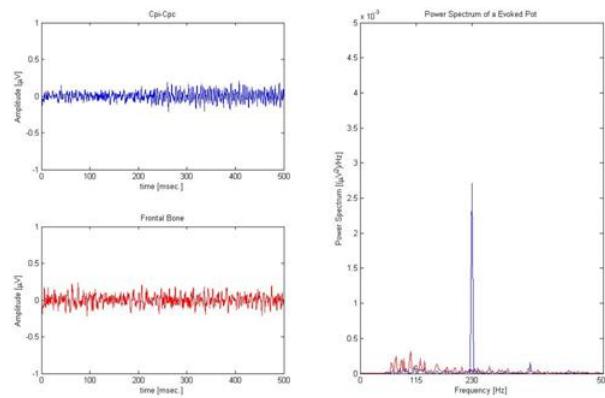 Cpi-Cpc
1
0.5
0
-0.5
-1
Amplitude [µV]
0 100 200 300 400 500
time [msec.]
Frontal Bone
1
0.5
0
-0.5
-1
Amplitude [µV]
0 100 200 300 400 500
time [msec.]
Power Spectrum of a Evoked Pot
x 10⁻³
5
4.5
4
3.5
3
2.5
2
1.5
1
0.5
0
Power Spectrum [(µV²)/Hz]
0 115 230 50
Frequency [Hz]